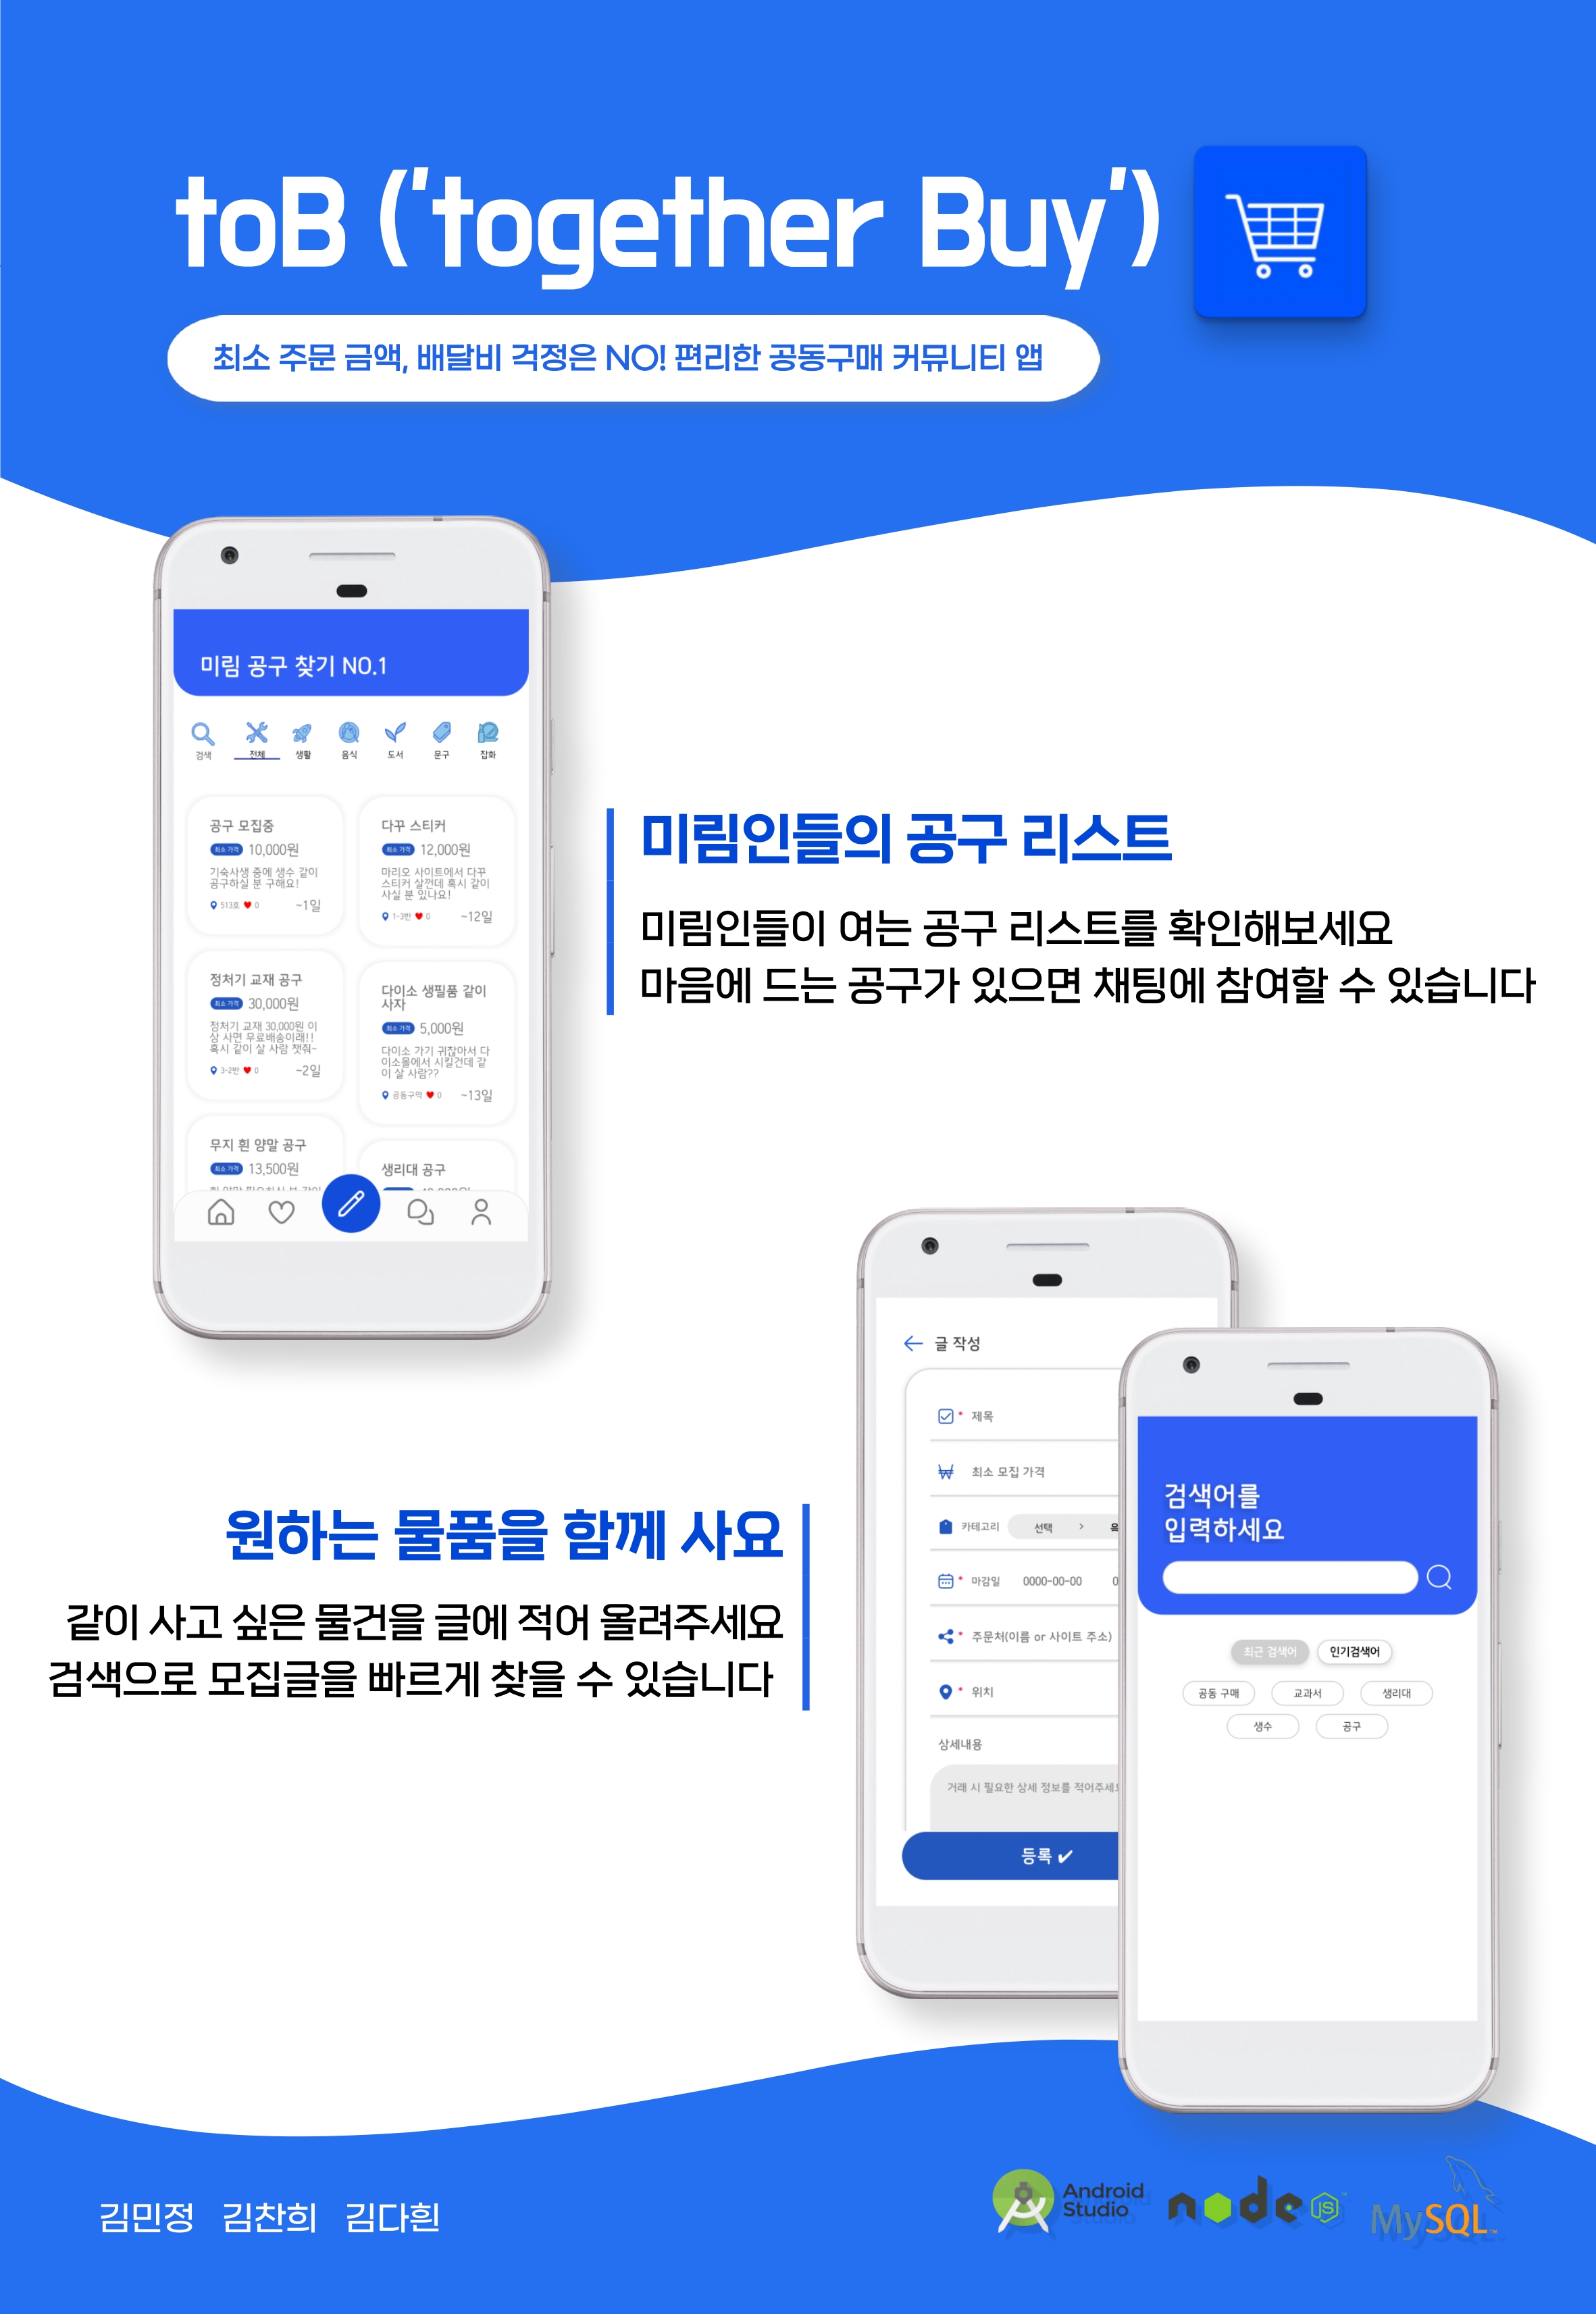 toB ('together Buy')
최소 주문 금액, 배달비 걱정은 NO! 편리한 공동구매 커뮤니티 앱
미림 공구 찾기 NO.1
검색 전체 생활 음식 도서 문구 잡화
공구 모집중
최소 가격 10,000원
기숙사생 중에 생수 같이
공구하실 분 구해요!
513호 0 ~1일
다꾸 스티커
최소 가격 12,000원
마리오 사이트에서 다꾸
스티커 살껀데 혹시 같이
사실 분 있나요!
1-3반 0 ~12일
정처기 교재 공구
최소 가격 30,000원
정처기 교재 30,000원 이
상 사면 무료배송이래!!
혹시 같이 살 사람 챗줘~
3-2반 0 ~2일
다이소 생필품 같이
사자
최소 가격 5,000원
다이소 가기 귀찮아서 다
이소몰에서 시킬건데 같
이 살 사람??
공동구역 0 ~13일
무지 흰 양말 공구
최소 가격 13,500원
생리대 공구
미림인들의 공구 리스트
미림인들이 여는 공구 리스트를 확인해보세요
마음에 드는 공구가 있으면 채팅에 참여할 수 있습니다
원하는 물품을 함께 사요
같이 사고 싶은 물건을 글에 적어 올려주세요
검색으로 모집글을 빠르게 찾을 수 있습니다
글 작성
* 제목
최소 모집 가격
카테고리 선택 >
* 마감일 0000-00-00 0
* 주문처(이름 or 사이트 주소)
* 위치
상세내용
거래 시 필요한 상세 정보를 적어주세요
등록 ✔
검색어를
입력하세요
최근 검색어 인기검색어
공동 구매 교과서 생리대
생수 공구
김민정 김찬희 김다흰
Android
Studio
node JS
MySQL™